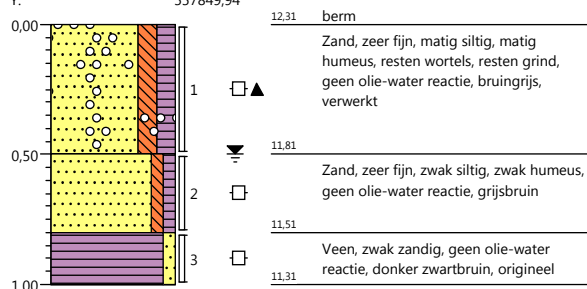 Y: 557849,94
0,00
0,50
1,00
1
2
3
12,31 berm
Zand, zeer fijn, matig siltig, matig
humeus, resten wortels, resten grind,
geen olie-water reactie, bruingrijs,
verwerkt
11,81
Zand, zeer fijn, zwak siltig, zwak humeus,
geen olie-water reactie, grijsbruin
11,51
Veen, zwak zandig, geen olie-water
reactie, donker zwartbruin, origineel
11,31